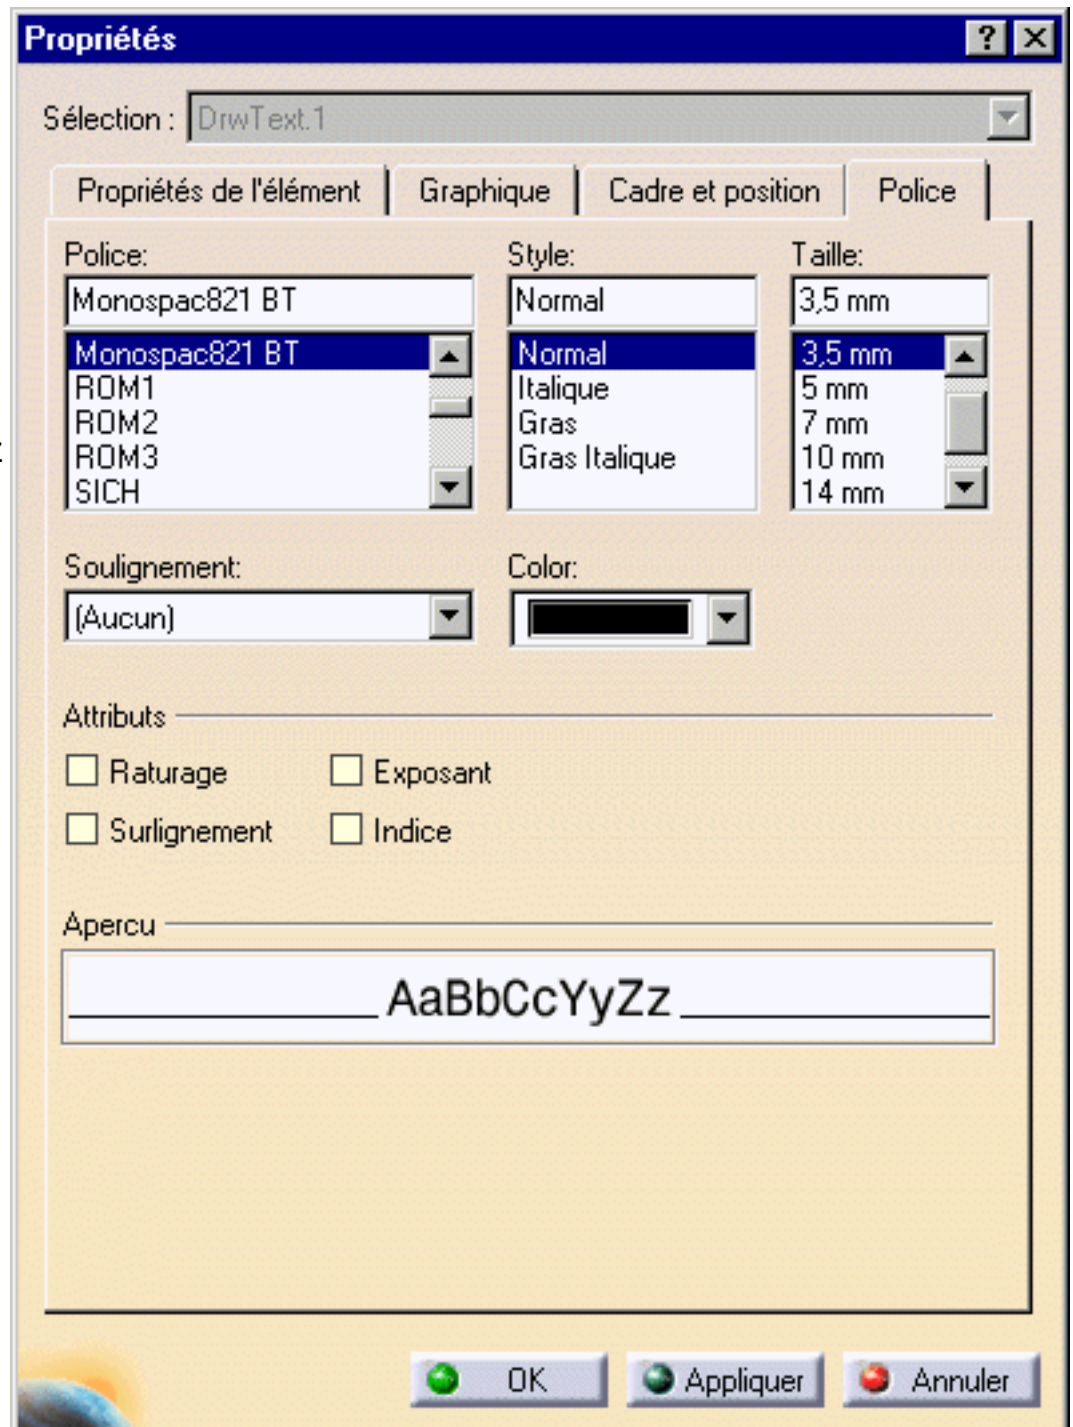 Propriétés
Sélection : DrwText.1
Propriétés de l'élément Graphique Cadre et position Police
Police: Style: Taille:
Monospac821 BT Normal 3,5 mm
Monospac821 BT Normal 3,5 mm
ROM1 Italique 5 mm
ROM2 Gras 7 mm
ROM3 Gras Italique 10 mm
SICH 14 mm
Soulignement: Color:
(Aucun)
Attributs
Raturage Exposant
Surlignement Indice
Apercu
AaBbCcYyZz
OK Appliquer Annuler